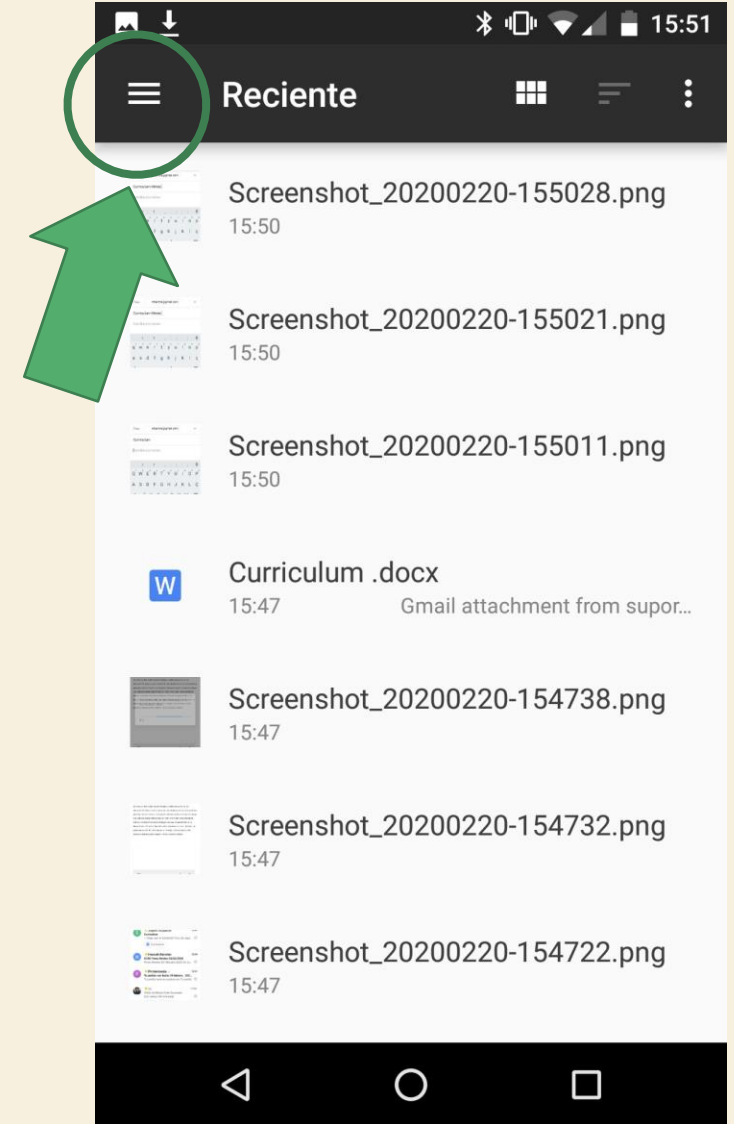 15:51
Reciente
Screenshot_20200220-155028.png
15:50
Screenshot_20200220-155021.png
15:50
Screenshot_20200220-155011.png
15:50
W
Curriculum .docx
15:47 Gmail attachment from supor...
Screenshot_20200220-154738.png
15:47
Screenshot_20200220-154732.png
15:47
Screenshot_20200220-154722.png
15:47